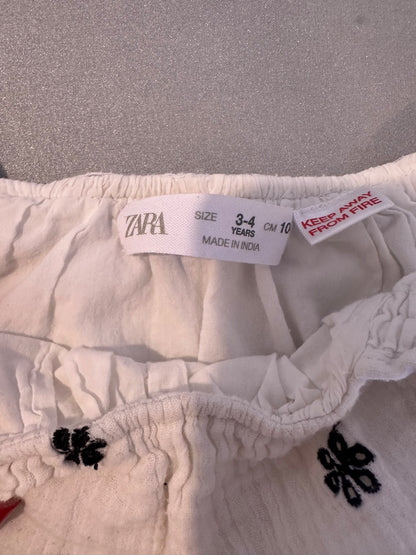 ZARA
SIZE 3-4 YEARS CM 10
MADE IN INDIA
KEEP AWAY
FROM FIRE